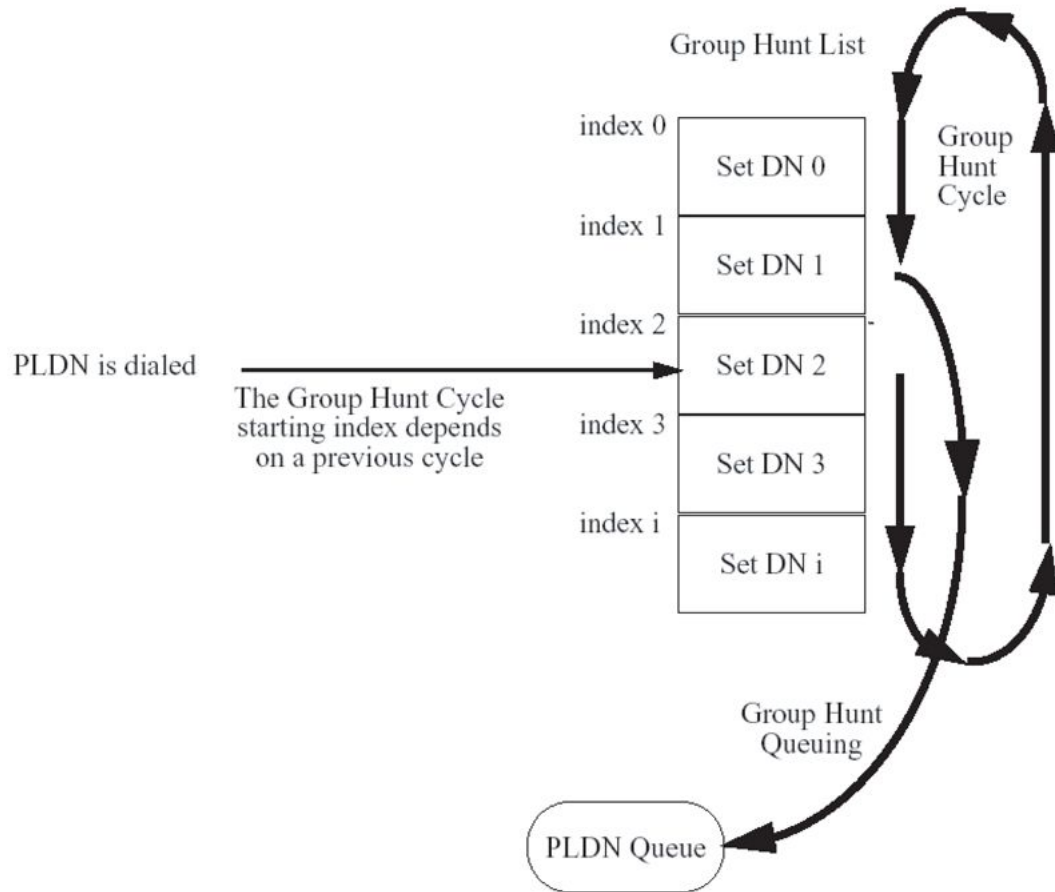 Group Hunt List
index 0
Set DN 0
Group
Hunt
Cycle
index 1
Set DN 1
index 2
PLDN is dialed
Set DN 2
The Group Hunt Cycle
starting index depends
on a previous cycle
index 3
Set DN 3
index i
Set DN i
Group Hunt
Queuing
PLDN Queue